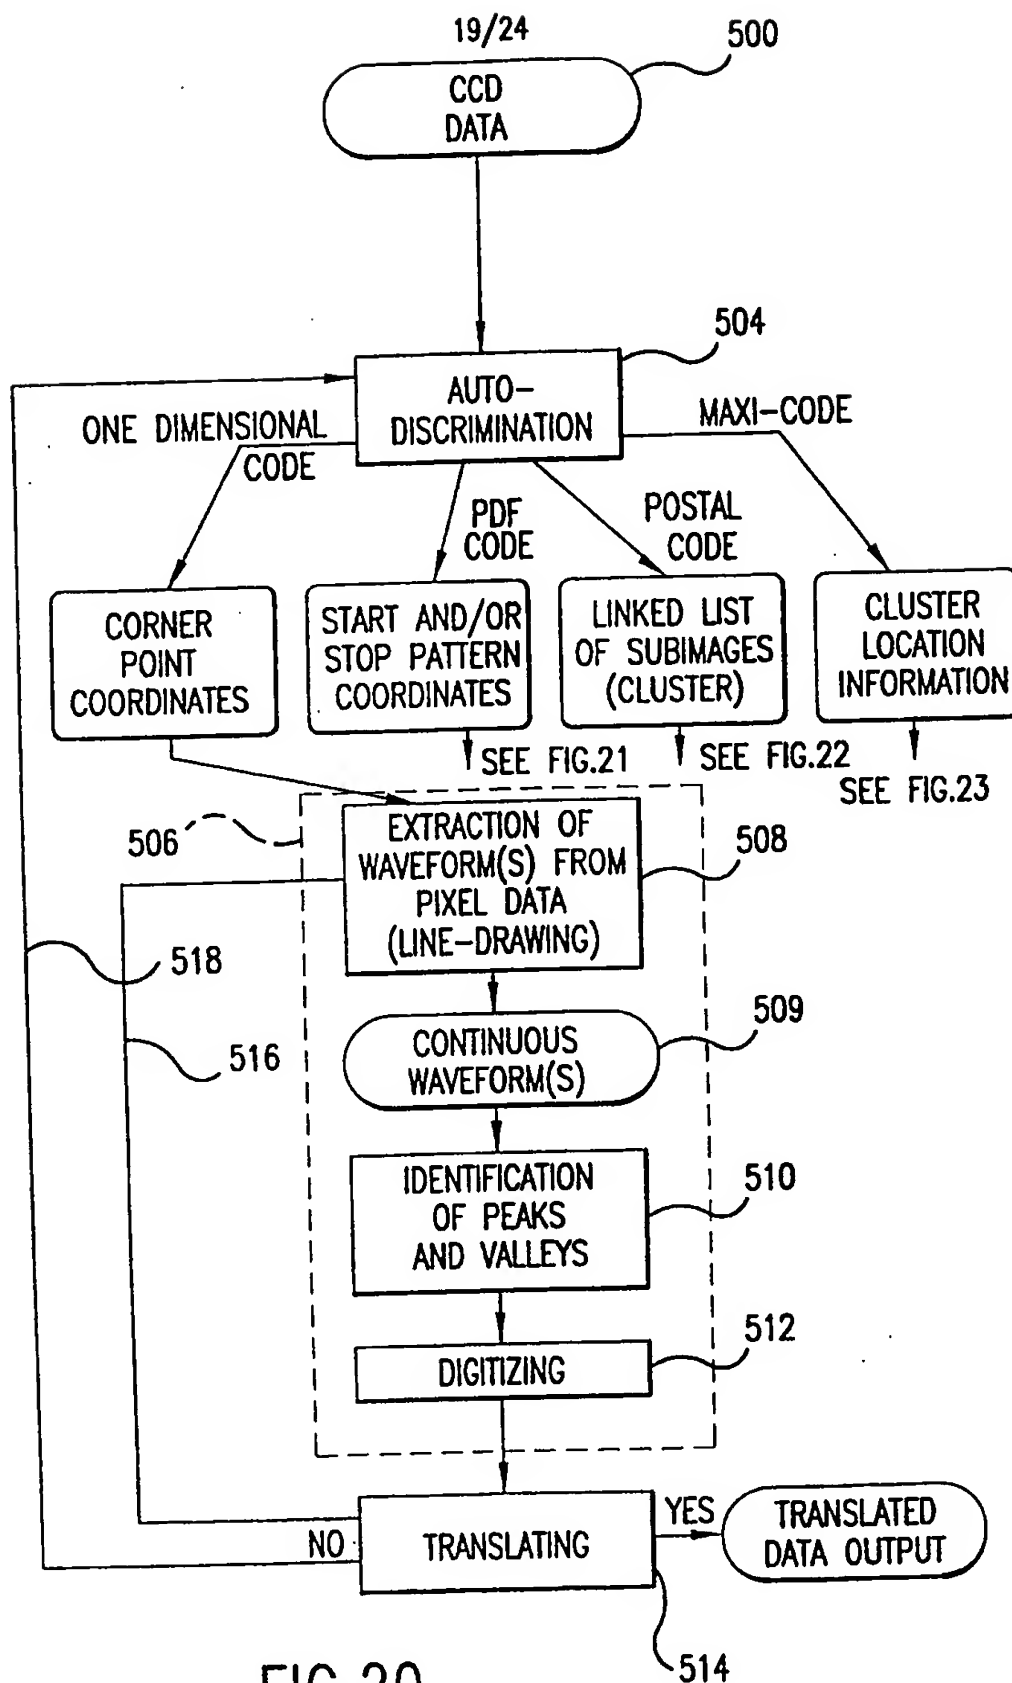 19/24
500
CCD
DATA
504
AUTO-
DISCRIMINATION
ONE DIMENSIONAL
CODE
MAXI-CODE
PDF
CODE
POSTAL
CODE
CORNER
POINT
COORDINATES
START AND/OR
STOP PATTERN
COORDINATES
LINKED LIST
OF SUBIMAGES
(CLUSTER)
CLUSTER
LOCATION
INFORMATION
SEE FIG.21
SEE FIG.22
SEE FIG.23
506
EXTRACTION OF
WAVEFORM(S) FROM
PIXEL DATA
(LINE-DRAWING)
508
518
516
509
CONTINUOUS
WAVEFORM(S)
IDENTIFICATION
OF PEAKS
AND VALLEYS
510
DIGITIZING
512
NO
TRANSLATING
YES
TRANSLATED
DATA OUTPUT
514
FIG.20